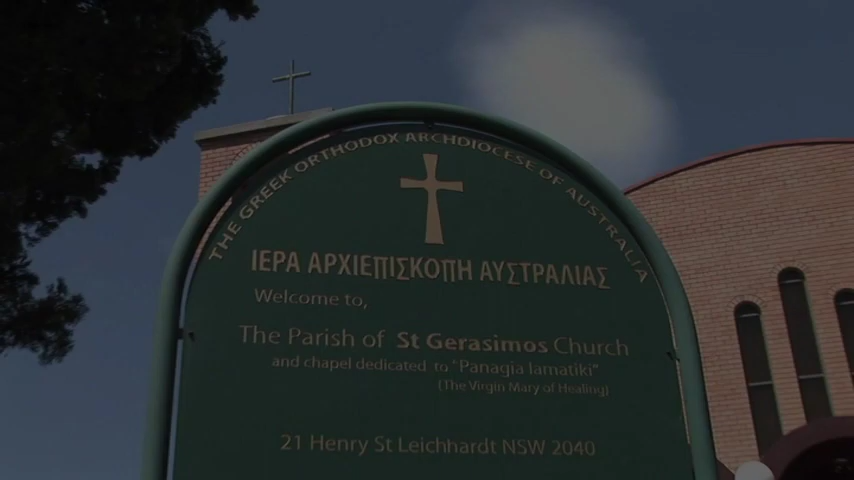 THE GREEK ORTHODOX ARCHDIOCESE OF AUSTRALIA
ΙΕΡΑ ΑΡΧΙΕΠΙΣΚΟΠΗ ΑΥΣΤΡΑΛΙΑΣ
Welcome to,
The Parish of St Gerasimos Church
and chapel dedicated to "Panagia Iamatiki"
(The Virgin Mary of Healing)
21 Henry St Leichhardt NSW 2040